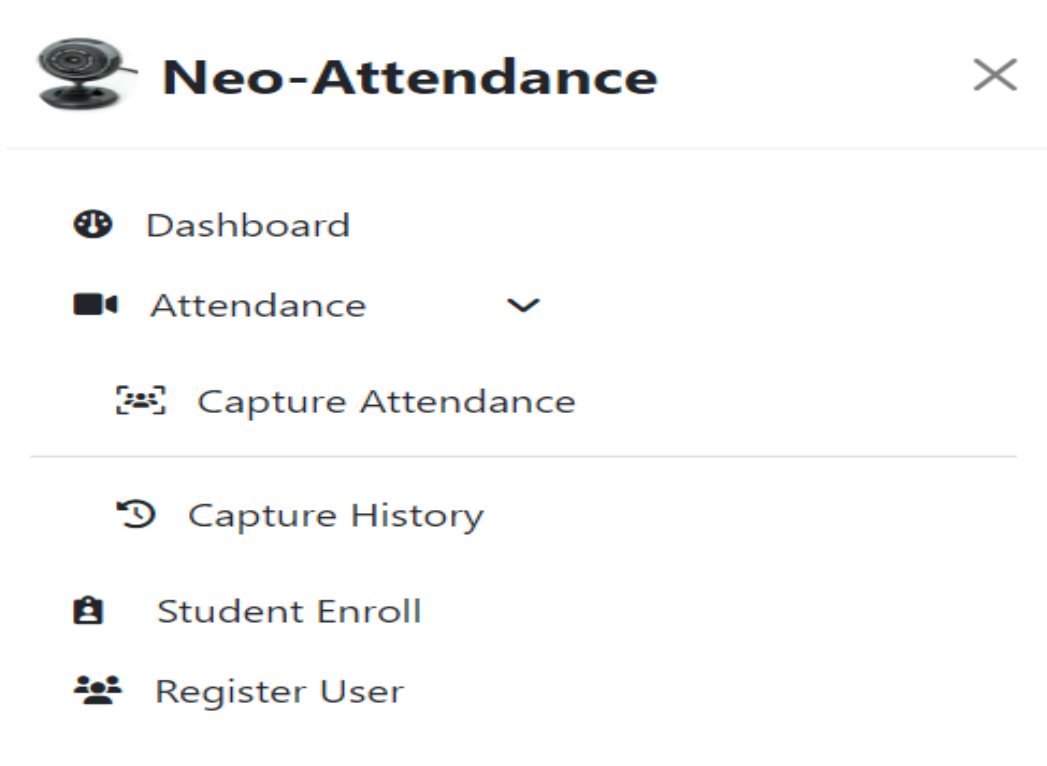 Neo-Attendance
Dashboard
Attendance
Capture Attendance
Capture History
Student Enroll
Register User